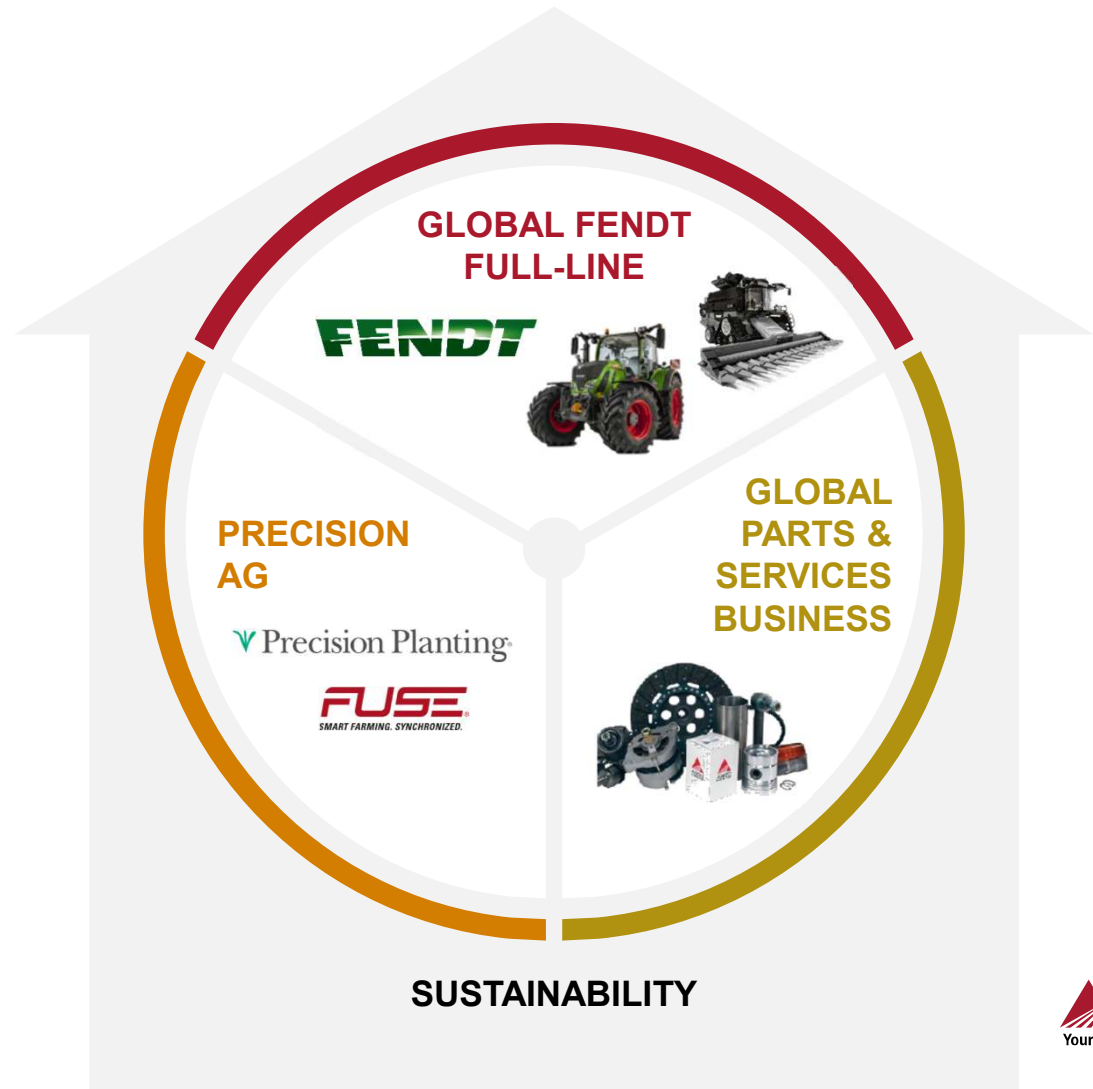 GLOBAL FENDT
FULL-LINE
FENDT
PRECISION
AG
Precision Planting
FUSE®
SMART FARMING. SYNCHRONIZED.
GLOBAL
PARTS &
SERVICES
BUSINESS
SUSTAINABILITY
Your